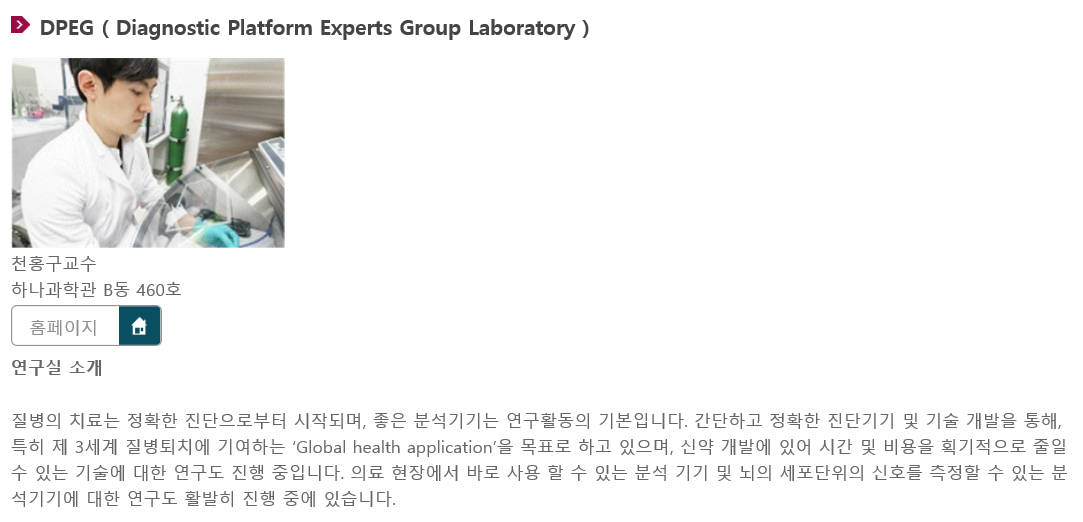 DPEG ( Diagnostic Platform Experts Group Laboratory )
천홍구교수
하나과학관 B동 460호
홈페이지
연구실 소개
질병의 치료는 정확한 진단으로부터 시작되며, 좋은 분석기기는 연구활동의 기본입니다. 간단하고 정확한 진단기기 및 기술 개발을 통해,
특히 제 3세계 질병퇴치에 기여하는 ‘Global health application’을 목표로 하고 있으며, 신약 개발에 있어 시간 및 비용을 획기적으로 줄일
수 있는 기술에 대한 연구도 진행 중입니다. 의료 현장에서 바로 사용 할 수 있는 분석 기기 및 뇌의 세포단위의 신호를 측정할 수 있는 분
석기기에 대한 연구도 활발히 진행 중에 있습니다.